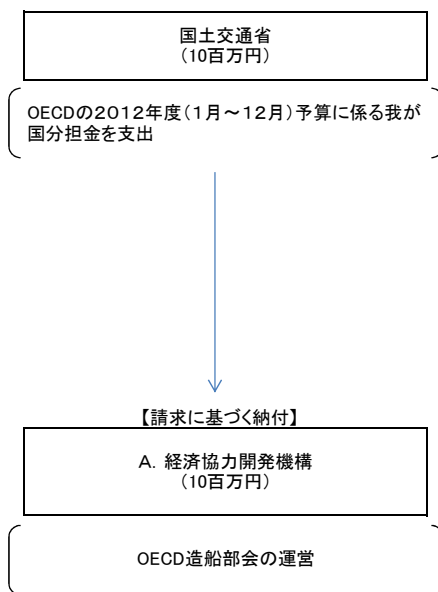 国土交通省
(10百万円)
OECDの2012年度(1月~12月)予算に係る我が
国分担金を支出
【請求に基づく納付】
A. 経済協力開発機構
(10百万円)
OECD造船部会の運営